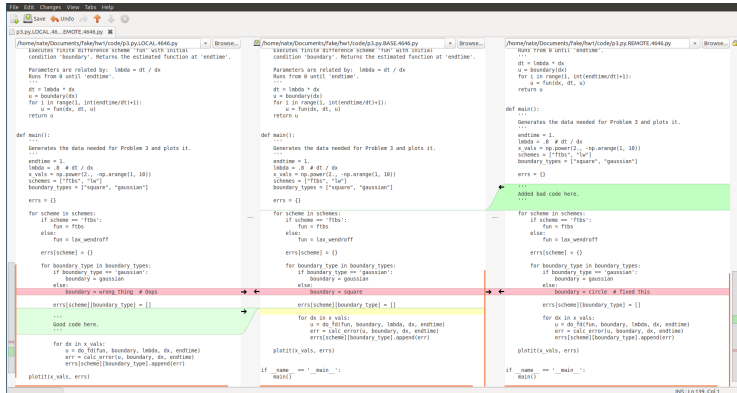 File Edit Changes View Tabs Help
Save Undo
p3.py.LOCAL.46...EMOTE.4646.py
/home/nate/Documents/fake/hw1/code/p3.py.LOCAL.4646.py Browse...
Executes finite difference scheme 'fun' with initial
condition 'boundary'. Returns the estimated function at 'endtime'.
Parameters are related by: lmbda = dt / dx
Runs from 0 until 'endtime'.
'''
dt = lmbda * dx
u = boundary(dx)
for i in range(1, int(endtime/dt)+1):
u = fun(dx, dt, u)
return u
def main():
'''
Generates the data needed for Problem 3 and plots it.
'''
endtime = 1.
lmbda = .8 # dt / dx
x_vals = np.power(2., -np.arange(1, 10))
schemes = ["ftbs", "lw"]
boundary_types = ["square", "gaussian"]
errs = {}
for scheme in schemes:
if scheme == 'ftbs':
fun = ftbs
else:
fun = lax_wendroff
errs[scheme] = {}
for boundary_type in boundary_types:
if boundary_type == 'gaussian':
boundary = gaussian
else:
boundary = wrong thing # Oops
errs[scheme][boundary_type] = []
'''
Good code here.
'''
for dx in x_vals:
u = do_fd(fun, boundary, lmbda, dx, endtime)
err = calc_error(u, boundary, dx, endtime)
errs[scheme][boundary_type].append(err)
plotit(x_vals, errs)
/home/nate/Documents/fake/hw1/code/p3.py.BASE.4646.py Browse...
Executes finite difference scheme 'fun' with initial
condition 'boundary'. Returns the estimated function at 'endtime'.
Parameters are related by: lmbda = dt / dx
Runs from 0 until 'endtime'.
'''
dt = lmbda * dx
u = boundary(dx)
for i in range(1, int(endtime/dt)+1):
u = fun(dx, dt, u)
return u
def main():
'''
Generates the data needed for Problem 3 and plots it.
'''
endtime = 1.
lmbda = .8 # dt / dx
x_vals = np.power(2., -np.arange(1, 10))
schemes = ["ftbs", "lw"]
boundary_types = ["square", "gaussian"]
errs = {}
for scheme in schemes:
if scheme == 'ftbs':
fun = ftbs
else:
fun = lax_wendroff
errs[scheme] = {}
for boundary_type in boundary_types:
if boundary_type == 'gaussian':
boundary = gaussian
else:
boundary = square
errs[scheme][boundary_type] = []
for dx in x_vals:
u = do_fd(fun, boundary, lmbda, dx, endtime)
err = calc_error(u, boundary, dx, endtime)
errs[scheme][boundary_type].append(err)
plotit(x_vals, errs)
if __name__ == '__main__':
main()
/home/nate/Documents/fake/hw1/code/p3.py.REMOTE.4646.py Browse...
Runs from 0 until 'endtime'.
'''
dt = lmbda * dx
u = boundary(dx)
for i in range(1, int(endtime/dt)+1):
u = fun(dx, dt, u)
return u
def main():
'''
Generates the data needed for Problem 3 and plots it.
'''
endtime = 1.
lmbda = .8 # dt / dx
x_vals = np.power(2., -np.arange(1, 10))
schemes = ["ftbs", "lw"]
boundary_types = ["square", "gaussian"]
errs = {}
'''
Added bad code here.
'''
for scheme in schemes:
if scheme == 'ftbs':
fun = ftbs
else:
fun = lax_wendroff
errs[scheme] = {}
for boundary_type in boundary_types:
if boundary_type == 'gaussian':
boundary = gaussian
else:
boundary = circle # fixed this
errs[scheme][boundary_type] = []
for dx in x_vals:
u = do_fd(fun, boundary, lmbda, dx, endtime)
err = calc_error(u, boundary, dx, endtime)
errs[scheme][boundary_type].append(err)
plotit(x_vals, errs)
if __name__ == '__main__':
main()
INS : Ln 139, Col 1